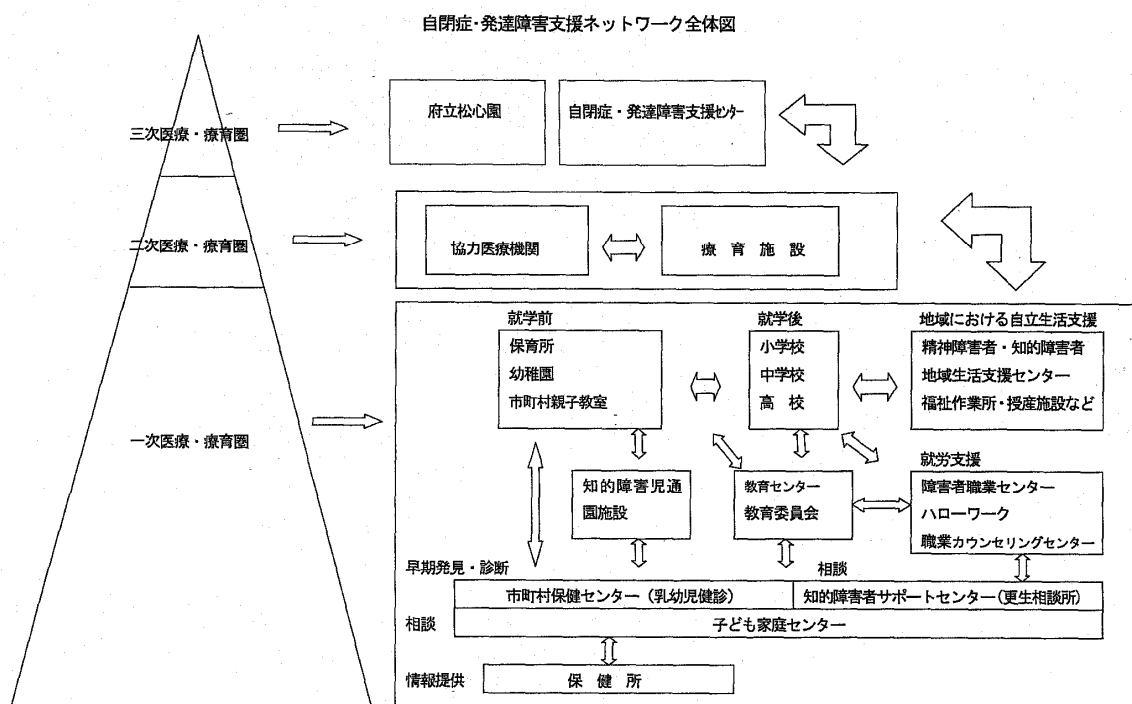 自閉症・発達障害支援ネットワーク全体図
三次医療・療育圏
府立松心園
自閉症・発達障害支援センター
二次医療・療育圏
協力医療機関
療育施設
一次医療・療育圏
就学前
保育所
幼稚園
市町村親子教室
就学後
小学校
中学校
高校
地域における自立生活支援
精神障害者・知的障害者
地域生活支援センター
福祉作業所・授産施設など
知的障害児通
園施設
教育センター
教育委員会
就労支援
障害者職業センター
ハローワーク
職業カウンセリングセンター
早期発見・診断
相談
市町村保健センター（乳幼児健診）
知的障害者サポートセンター（更生相談所）
相談
子ども家庭センター
情報提供
保健所